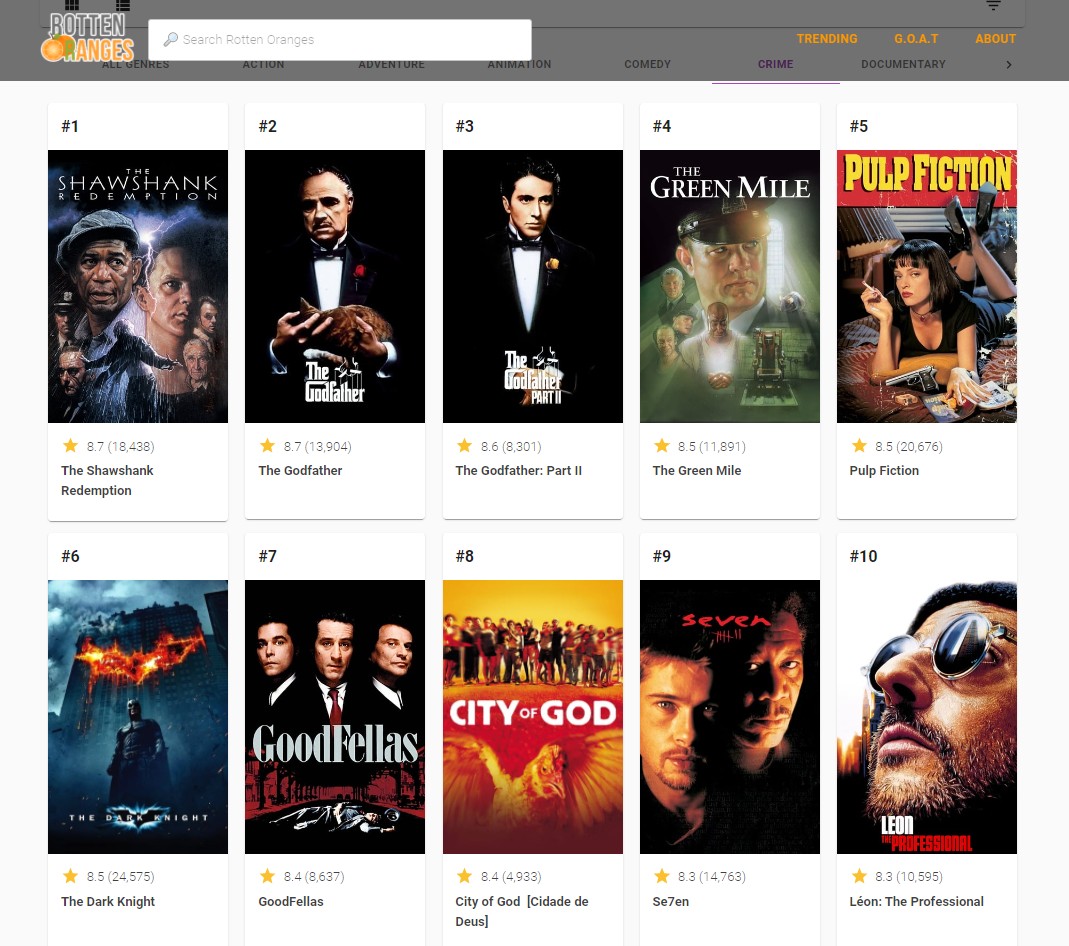 ROTTEN
ORANGES
Search Rotten Oranges
TRENDING
G.O.A.T
ABOUT
ALL GENRES
ACTION
ADVENTURE
ANIMATION
COMEDY
CRIME
DOCUMENTARY
#1
#2
#3
#4
#5
THE
SHAWSHANK
REDEMPTION
The
Godfather
The
Godfather
PART II
THE
GREEN MILE
PULP FICTION
8.7 (18,438)
8.7 (13,904)
8.6 (8,301)
8.5 (11,891)
8.5 (20,676)
The Shawshank
Redemption
The Godfather
The Godfather: Part II
The Green Mile
Pulp Fiction
#6
#7
#8
#9
#10
THE DARK KNIGHT
GoodFellas
CITY OF GOD
seven
LEON
THE PROFESSIONAL
8.5 (24,575)
8.4 (8,637)
8.4 (4,933)
8.3 (14,763)
8.3 (10,595)
The Dark Knight
GoodFellas
City of God [Cidade de
Deus]
Se7en
Léon: The Professional